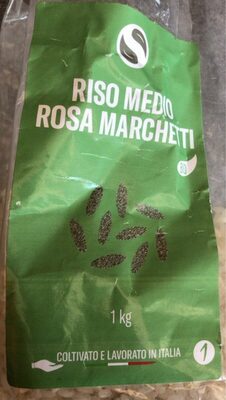 RISO MEDIO
ROSA MARCHETTI
1 kg
COLTIVATO E LAVORATO IN ITALIA
1